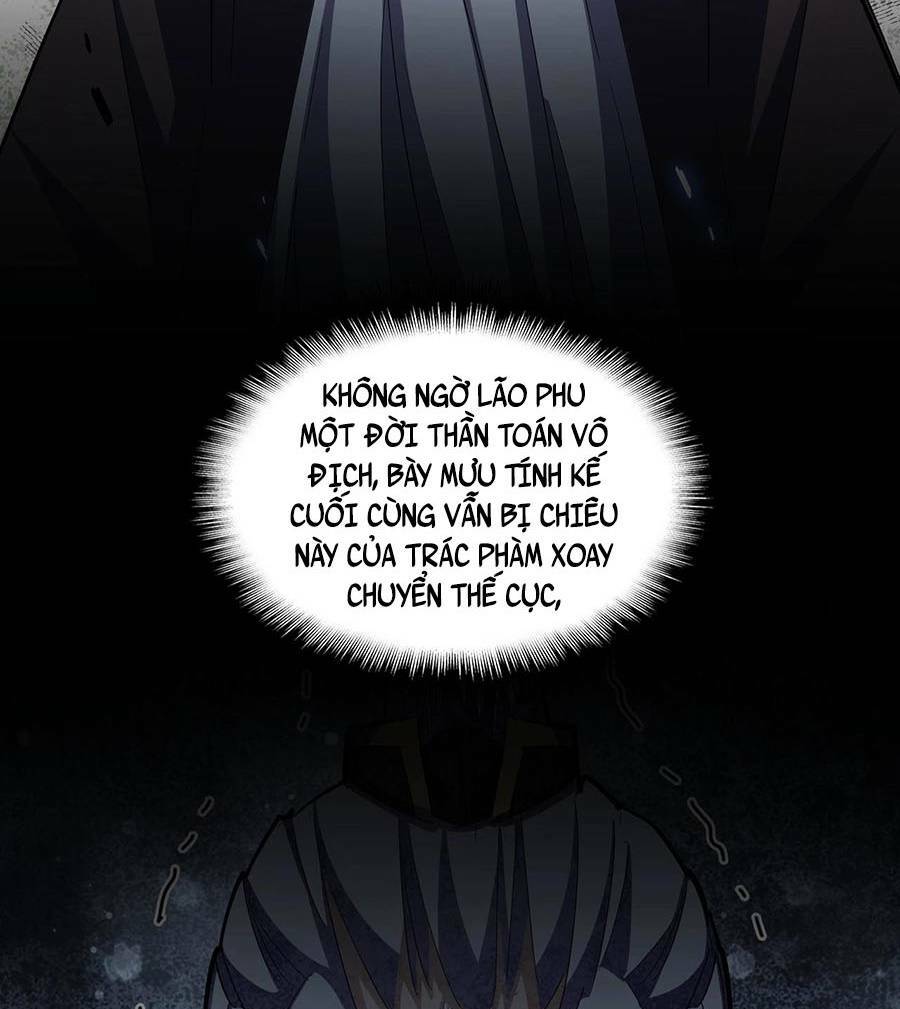 KHÔNG NGỜ LÃO PHU
MỘT ĐỜI THẦN TOÁN VÔ
ĐỊCH, BÀY MƯU TÍNH KẾ
CUỐI CÙNG VẪN BỊ CHIÊU
NÀY CỦA TRÁC PHÀM XOAY
CHUYỂN THẾ CỤC,